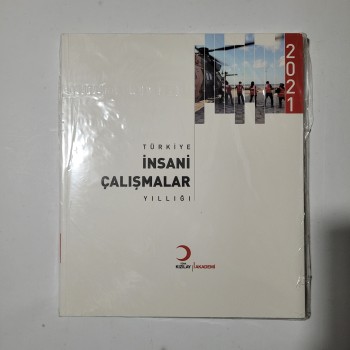 2021
TÜRKİYE
İNSANİ
ÇALIŞMALAR
YILLIĞI
KIZILAY AKADEMİ